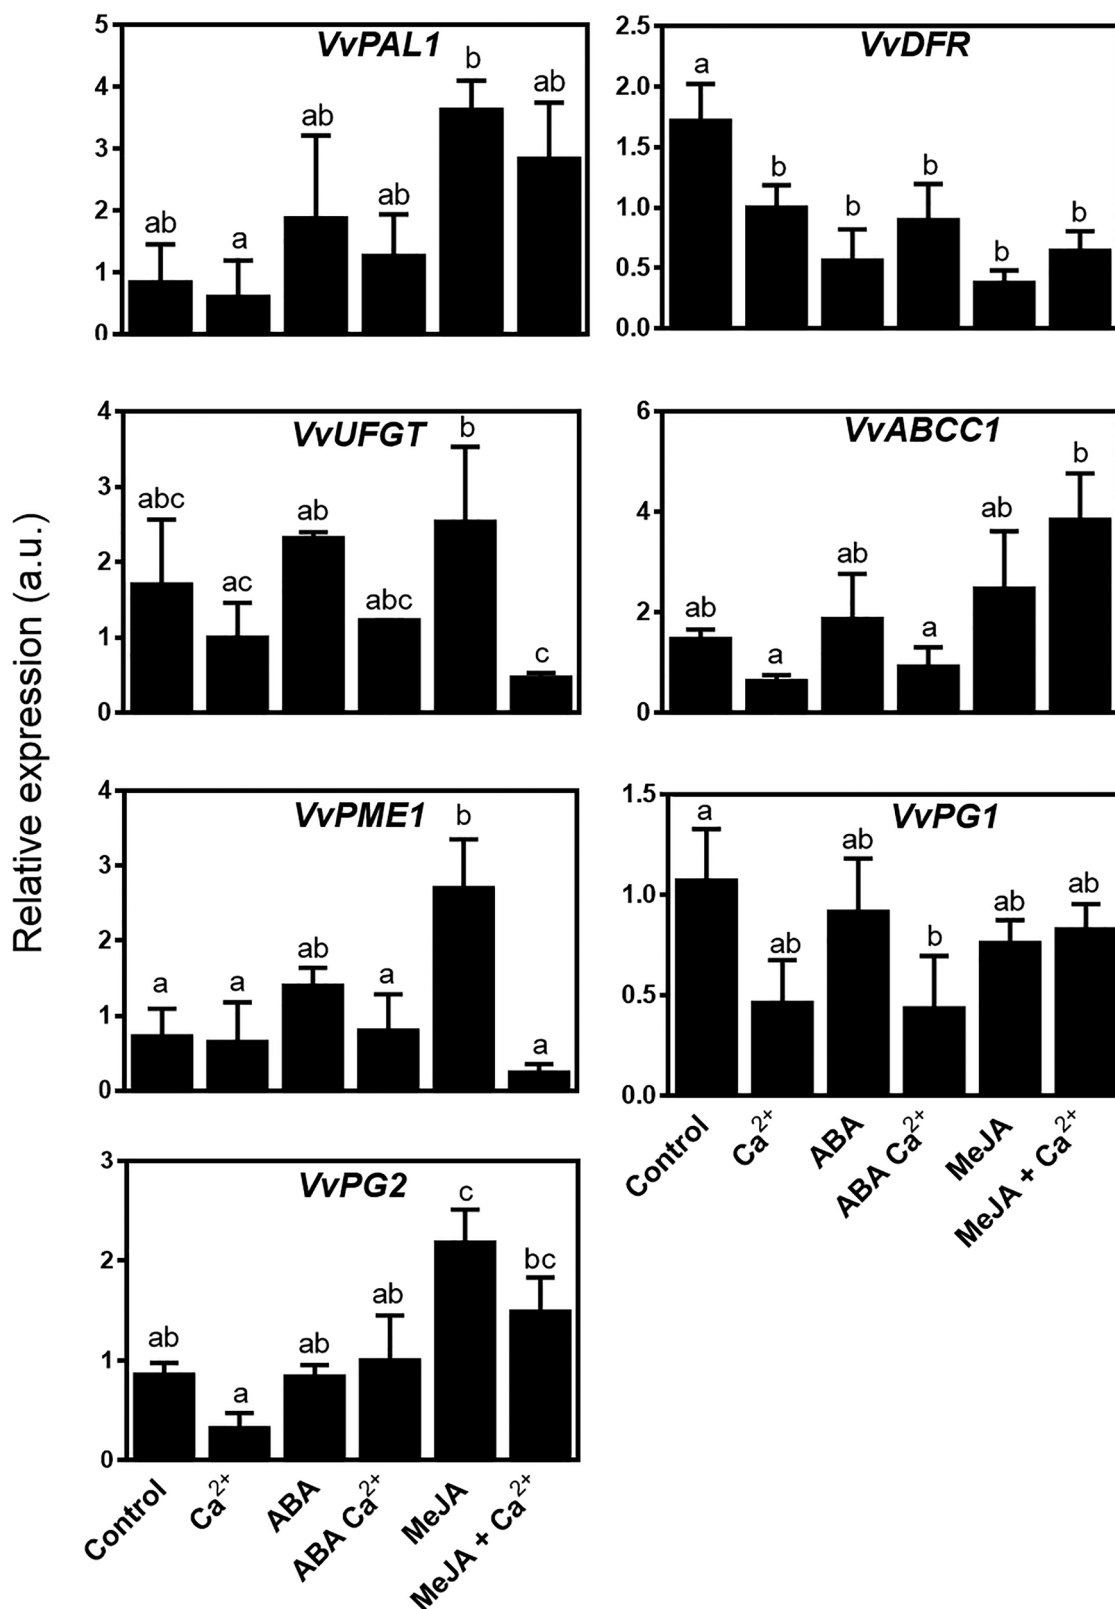 Relative expression (a.u.)
VvPAL1
5
4
3
2
1
0
ab
a
ab
ab
b
ab
VvDFR
2.5
2.0
1.5
1.0
0.5
0.0
a
b
b
b
b
b
VvUFGT
4
3
2
1
0
abc
ac
ab
abc
b
c
VvABCC1
6
4
2
0
ab
a
ab
a
ab
b
VvPME1
4
3
2
1
0
a
a
ab
a
b
a
VvPG1
1.5
1.0
0.5
0.0
a
ab
ab
b
ab
ab
Control
Ca²⁺
ABA
ABA Ca²⁺
MeJA
MeJA + Ca²⁺
VvPG2
3
2
1
0
ab
a
ab
ab
c
bc
Control
Ca²⁺
ABA
ABA Ca²⁺
MeJA
MeJA + Ca²⁺